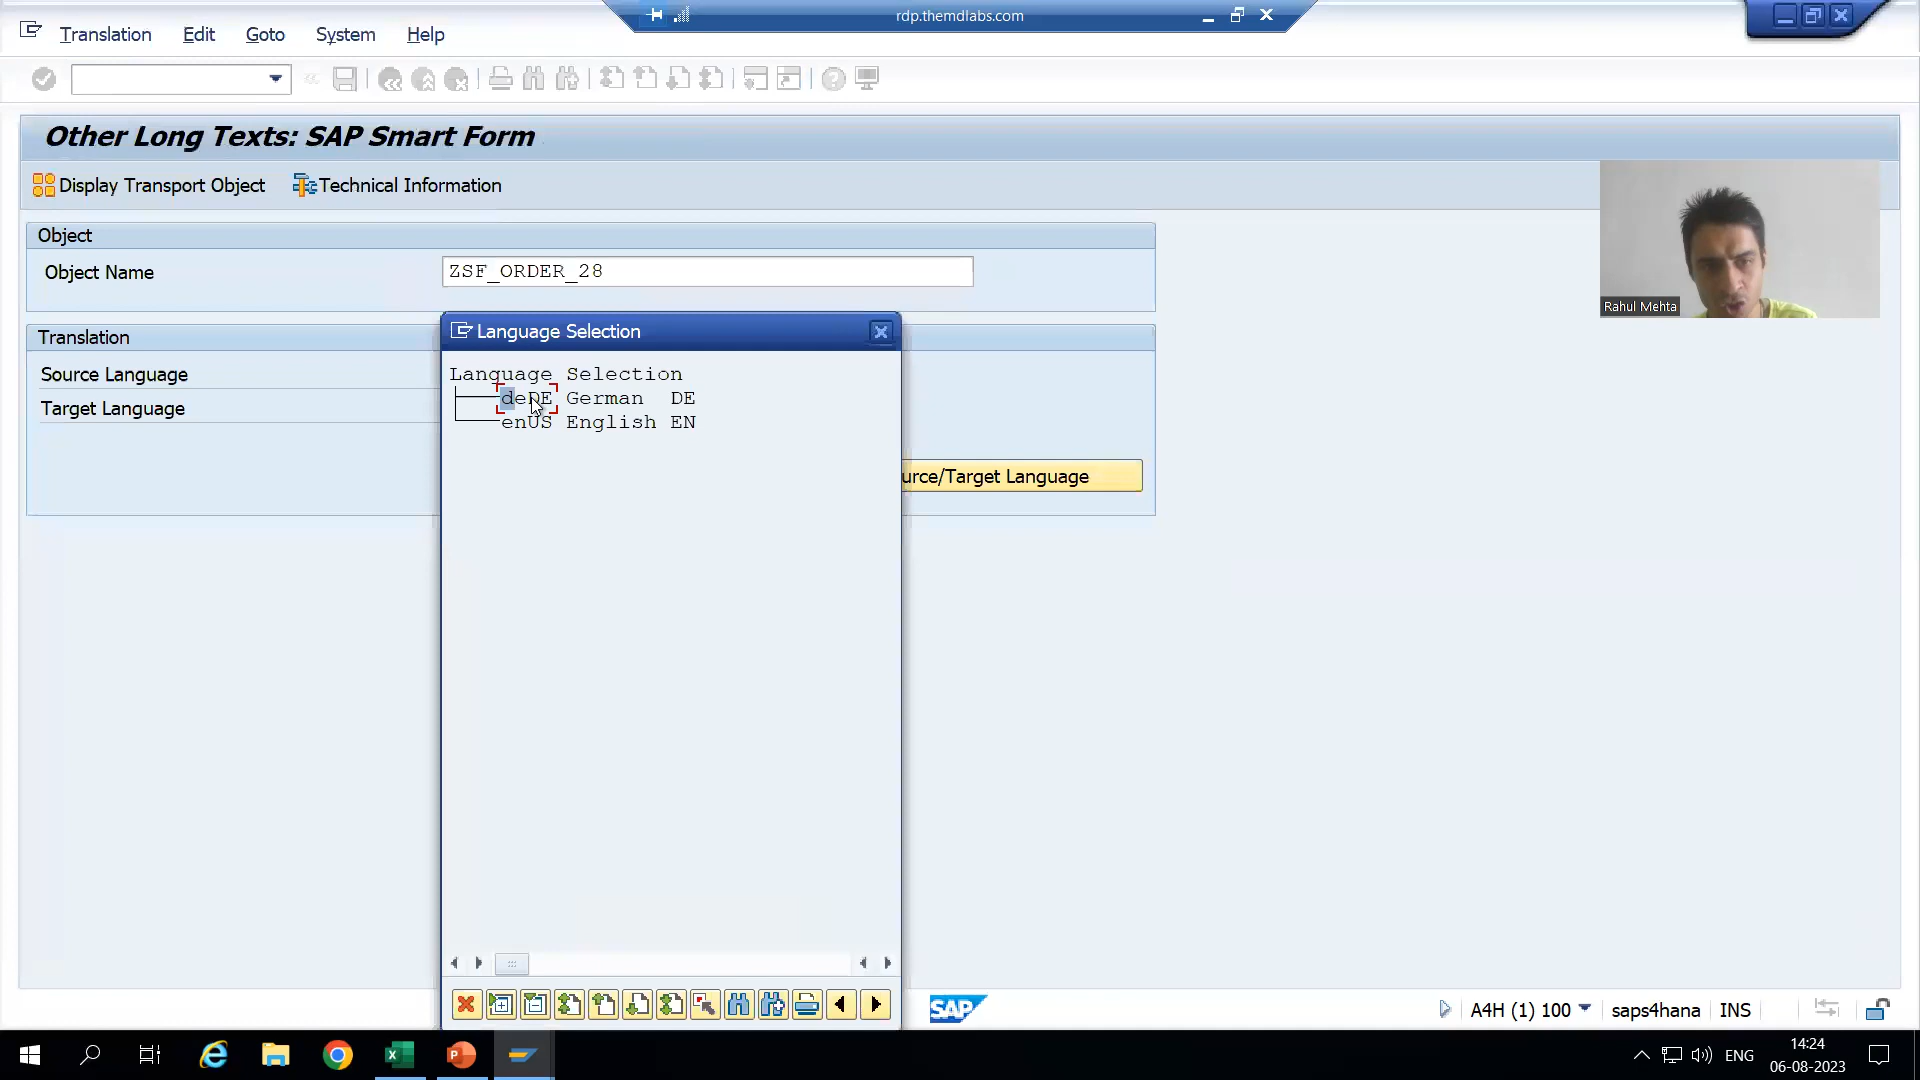 rdp.themdlabs.com
Translation Edit Goto System Help
Other Long Texts: SAP Smart Form
Display Transport Object Technical Information
Object
Object Name ZSF_ORDER_28
Rahul Mehta
Translation
Source Language
Target Language
Language Selection
Language Selection
deDE German DE
enUS English EN
urce/Target Language
SAP
A4H (1) 100 saps4hana INS
ENG
14:24
06-08-2023